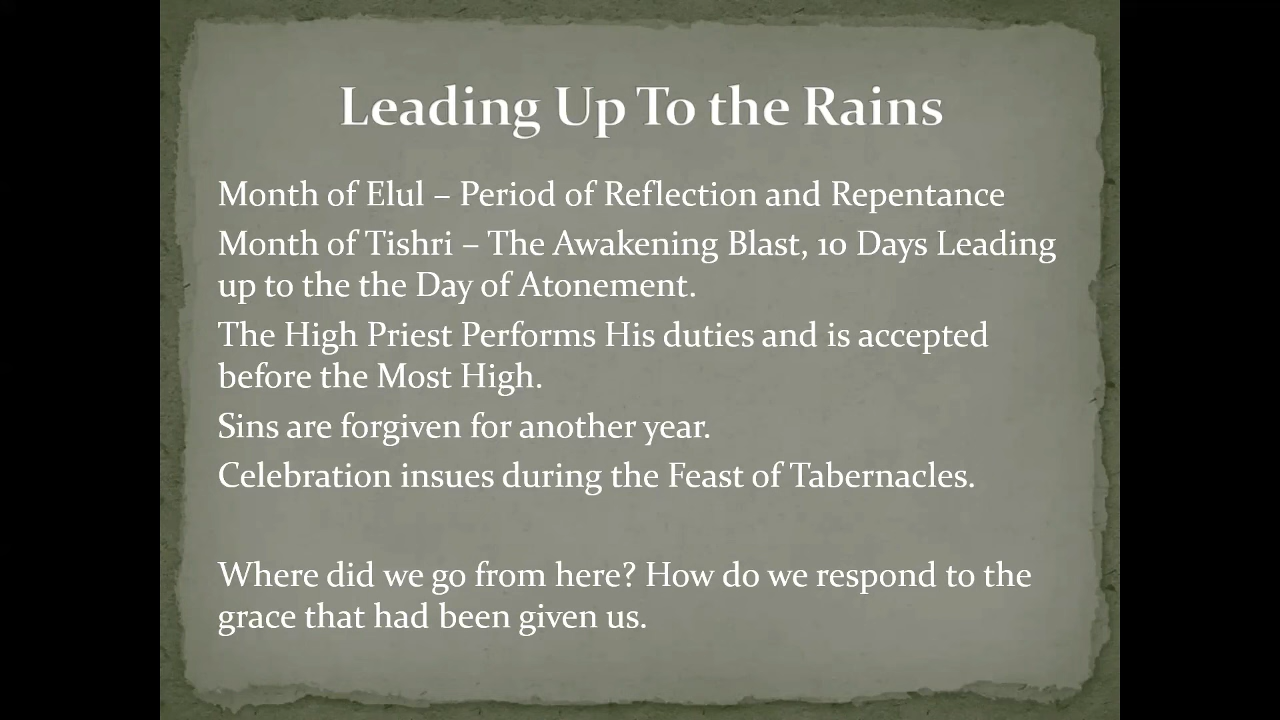 Leading Up To the Rains
Month of Elul – Period of Reflection and Repentance
Month of Tishri – The Awakening Blast, 10 Days Leading
up to the the Day of Atonement.
The High Priest Performs His duties and is accepted
before the Most High.
Sins are forgiven for another year.
Celebration insues during the Feast of Tabernacles.
Where did we go from here? How do we respond to the
grace that had been given us.